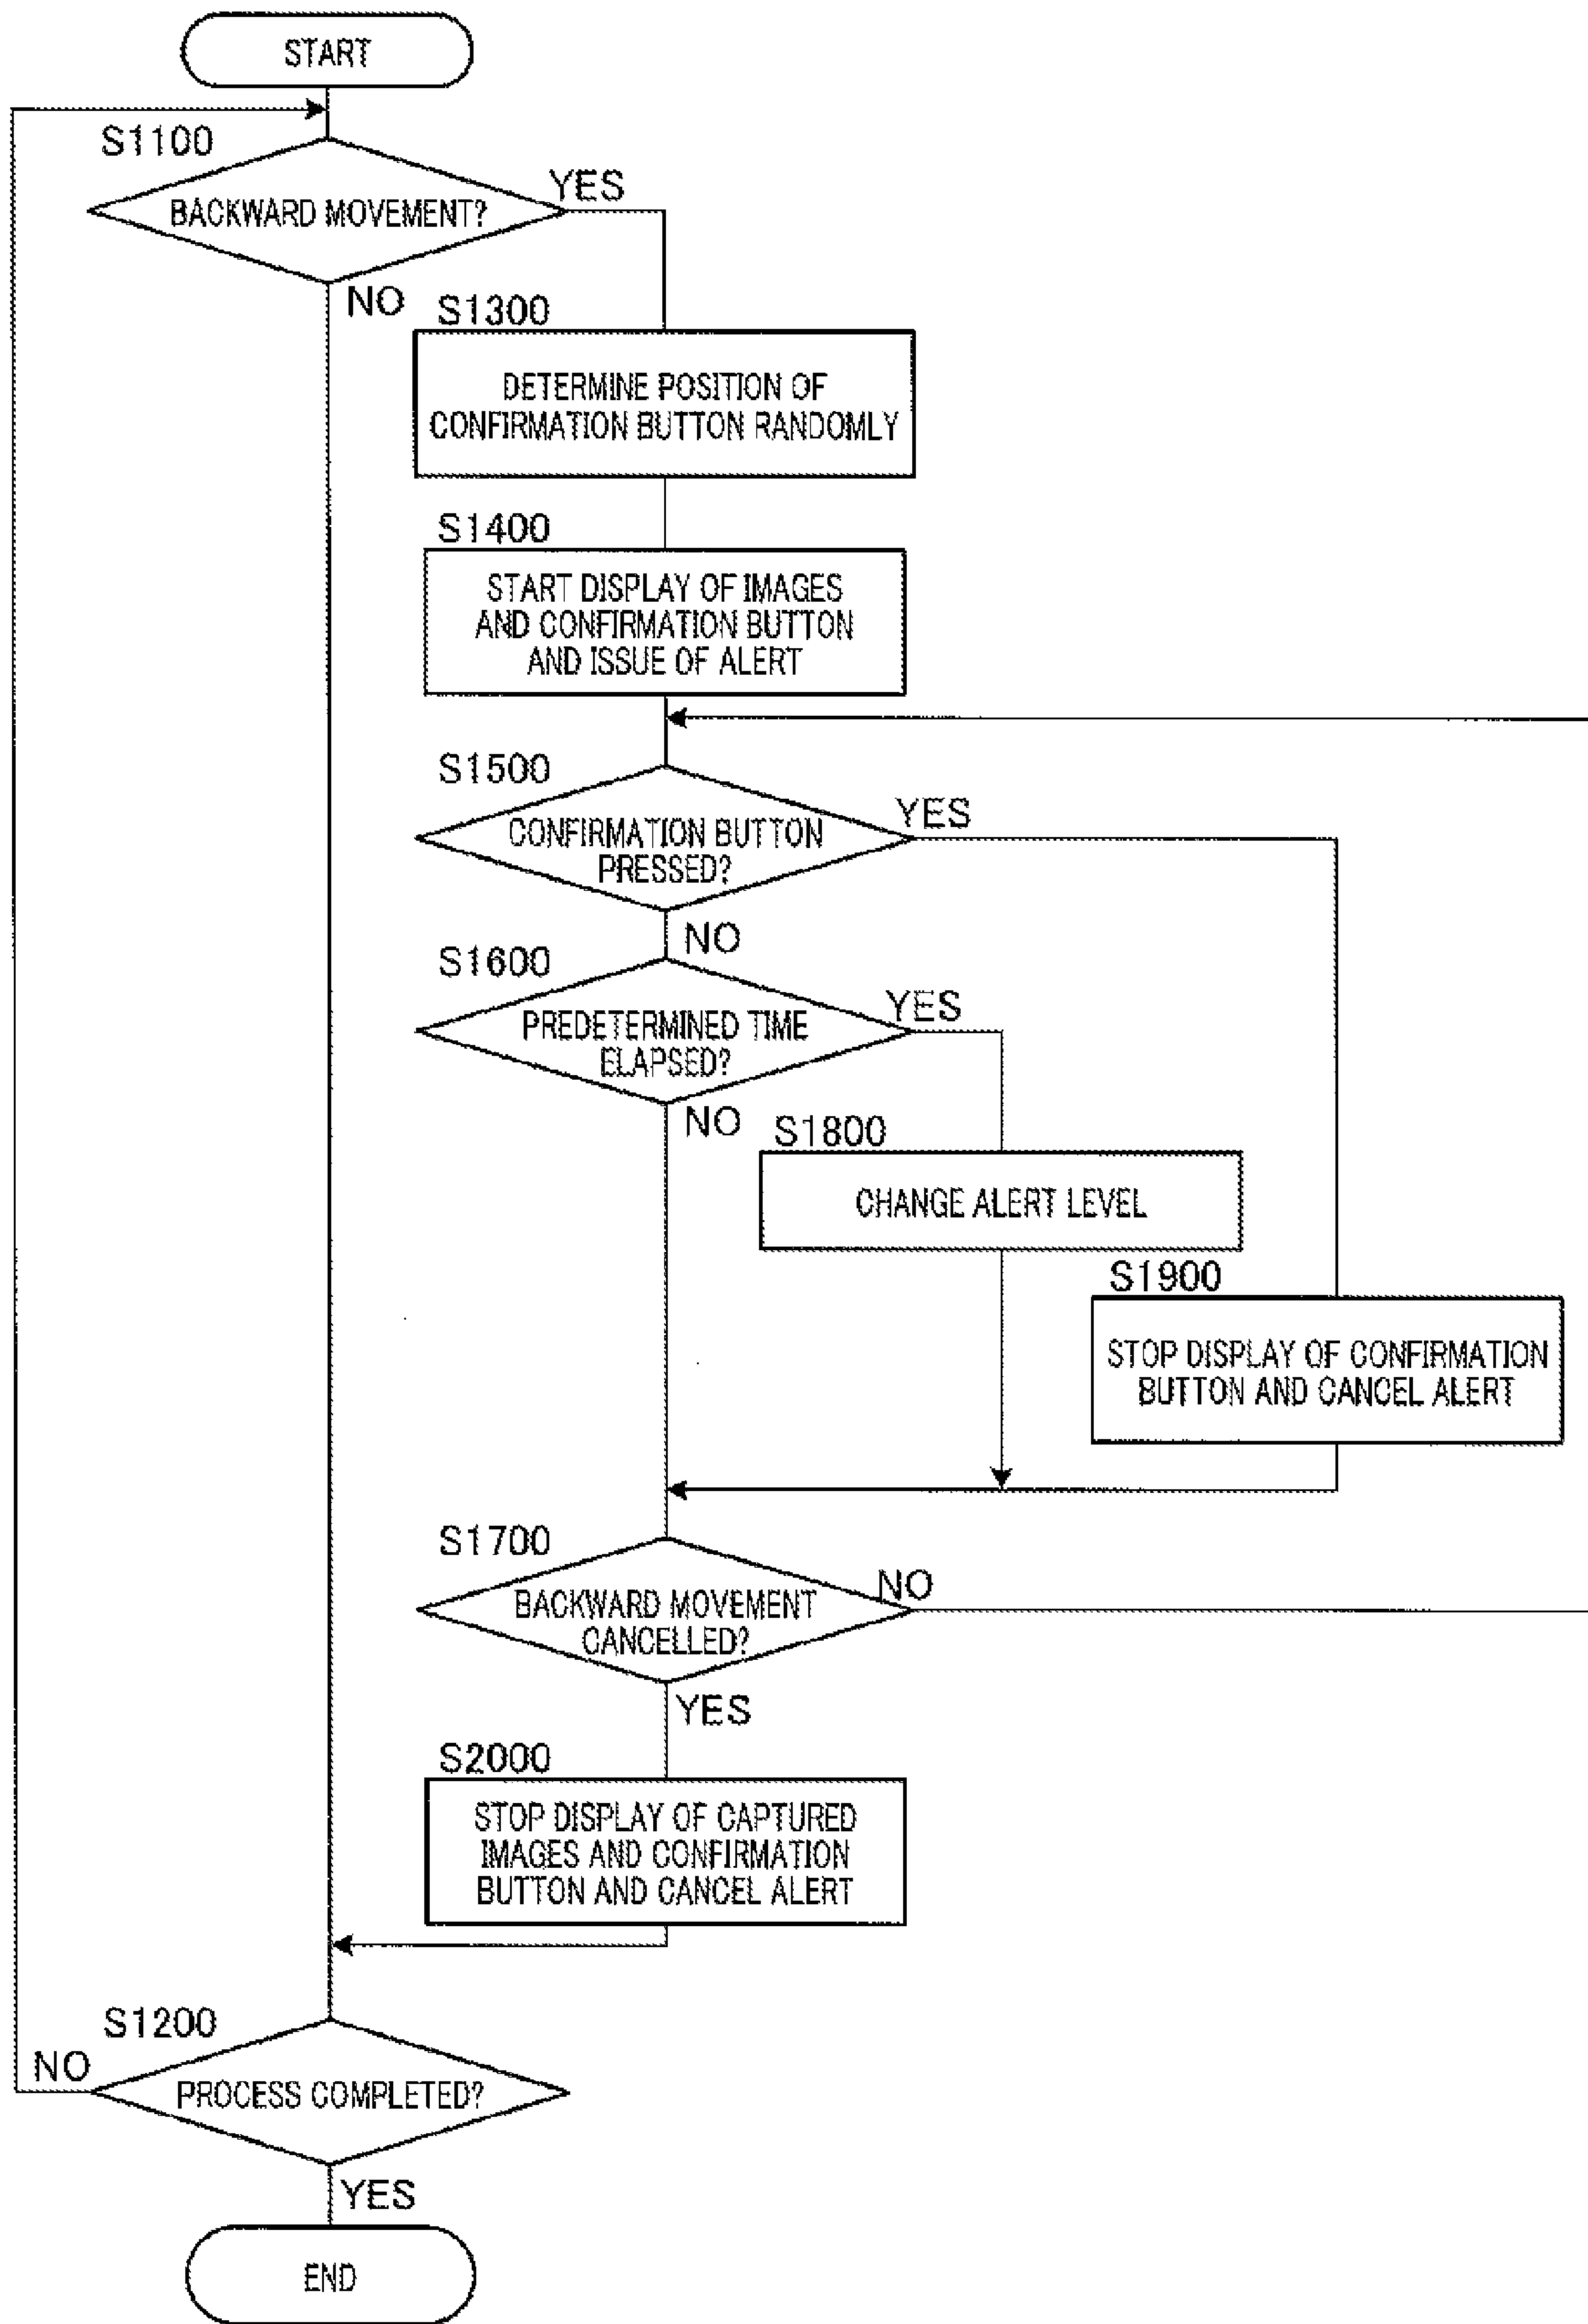 START
S1100
YES
BACKWARD MOVEMENT?
NO
S1300
DETERMINE POSITION OF
CONFIRMATION BUTTON RANDOMLY
S1400
START DISPLAY OF IMAGES
AND CONFIRMATION BUTTON
AND ISSUE OF ALERT
S1500
YES
CONFIRMATION BUTTON
PRESSED?
NO
S1600
YES
PREDETERMINED TIME
ELAPSED?
NO
S1800
CHANGE ALERT LEVEL
S1900
STOP DISPLAY OF CONFIRMATION
BUTTON AND CANCEL ALERT
S1700
NO
BACKWARD MOVEMENT
CANCELLED?
YES
S2000
STOP DISPLAY OF CAPTURED
IMAGES AND CONFIRMATION
BUTTON AND CANCEL ALERT
S1200
NO
PROCESS COMPLETED?
YES
END